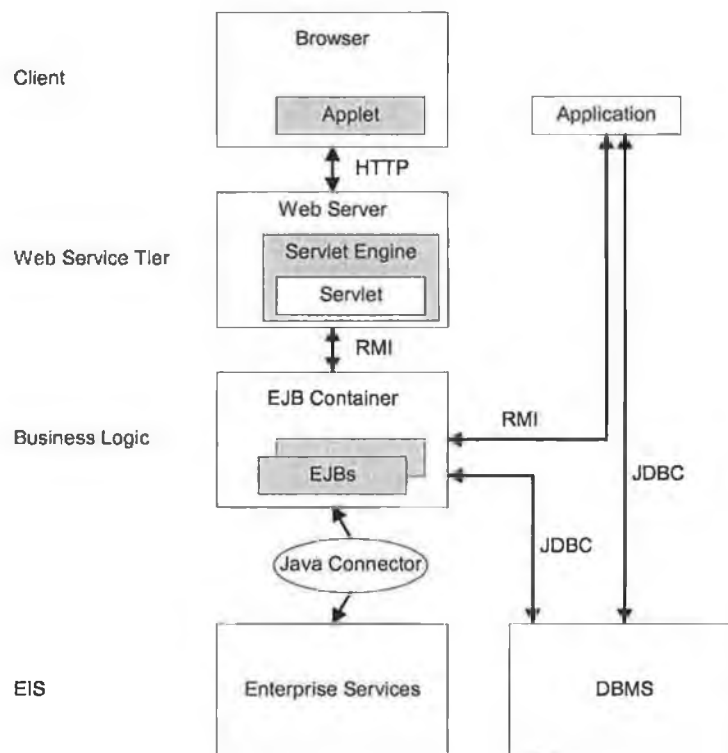 Browser
Client
Applet
Application
HTTP
Web Server
Web Service Tier
Servlet Engine
Servlet
RMI
EJB Container
Business Logic
RMI
EJBs
JDBC
JDBC
Java Connector
EIS
Enterprise Services
DBMS